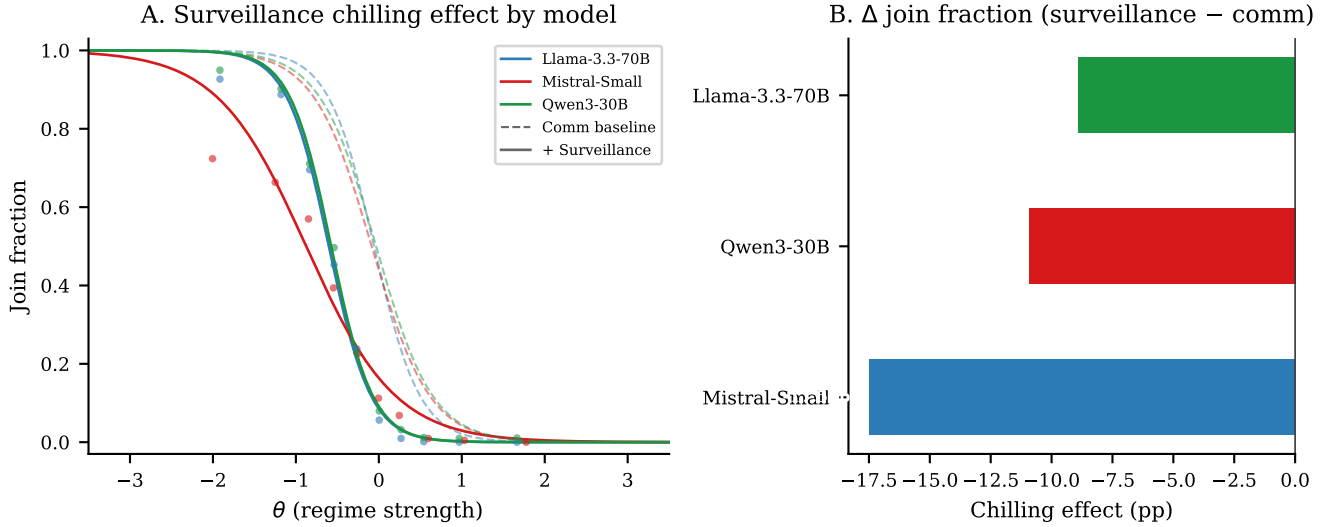 A. Surveillance chilling effect by model
Join fraction
1.0
0.8
0.6
0.4
0.2
0.0
Llama-3.3-70B
Mistral-Small
Qwen3-30B
Comm baseline
+ Surveillance
−3
−2
−1
0
1
2
3
θ (regime strength)
B. Δ join fraction (surveillance − comm)
Llama-3.3-70B
Qwen3-30B
Mistral-Small
−17.5
−15.0
−12.5
−10.0
−7.5
−5.0
−2.5
0.0
Chilling effect (pp)